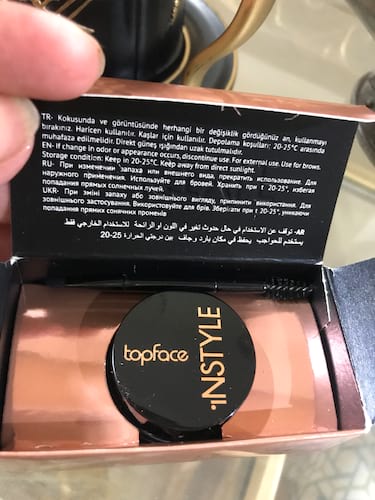 TR- Kokusunda ve görüntüsünde herhangi bir değişiklik gördüğünüz an, kullanmayı
bırakınız. Haricen kullanılır. Kaşlar için kullanılır. Depolama koşulları: 20-25°C arasında
muhafaza edilmelidir. Direkt güneş ışığından uzak tutulmalıdır.
EN- If change in odor or appearance occurs, discontinue use. For external use. Use for brows.
Storage condition: Keep in 20-25°C. Keep away from direct sunlight.
RU- При изменении запаха или внешнего вида, прекратить использование. Для
наружного применения. Используйте для бровей. Хранить при t 20-25°, избегая
попадания прямых солнечных лучей.
UKR- При зміні запаху або зовнішнього вигляду, припинити використання. Для
зовнішнього застосування. Використовуйте для брів. Зберігати при t 20-25°, уникаючи
попадання прямих сонячних променів
AR- توقف عن الاستخدام في حال حدوث تغير في اللون او الرائحة للاستخدام الخارجي فقط
يستخدم للحواجب يحفظ في مكان بارد وجاف بين درجتي الحرارة 25-20
topface
INSTYLE